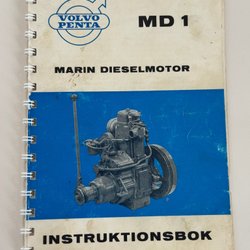 VOLVO
PENTA
MD 1
MARIN DIESELMOTOR
INSTRUKTIONSBOK